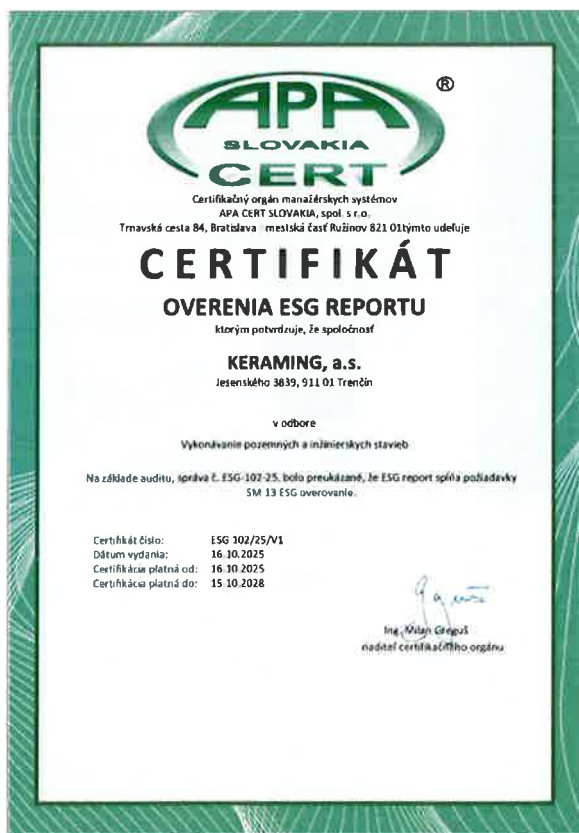 APA
®
SLOVAKIA
CERT
Certifikačný orgán manažérskych systémov
APA CERT SLOVAKIA, spol. s r.o.
Trnavská cesta 84, Bratislava mestská časť Ružinov 821 01týmto udeľuje
CERTIFIKÁT
OVERENIA ESG REPORTU
ktorým potvrdzuje, že spoločnosť
KERAMING, a.s.
Jesenského 3839, 911 01 Trenčín
v odbore
Vykonávanie pozemných a inžinierskych stavieb
Na základe auditu, správa č. ESG-102-25, bolo preukázané, že ESG report spĺňa požiadavky
SM 13 ESG overovanie.
Certifikát číslo: ESG 102/25/V1
Dátum vydania: 16.10.2025
Certifikácia platná od: 16.10.2025
Certifikácia platná do: 15.10.2028
Ing. Milan Greguš
riaditeľ certifikačného orgánu